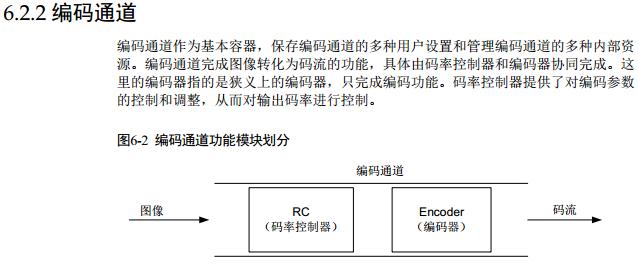 6.2.2 编码通道
编码通道作为基本容器，保存编码通道的多种用户设置和管理编码通道的多种内部资
源。编码通道完成图像转化为码流的功能，具体由码率控制器和编码器协同完成。这
里的编码器指的是狭义上的编码器，只完成编码功能。码率控制器提供了对编码参数
的控制和调整，从而对输出码率进行控制。
图6-2 编码通道功能模块划分
编码通道
图像
RC
（码率控制器）
Encoder
（编码器）
码流